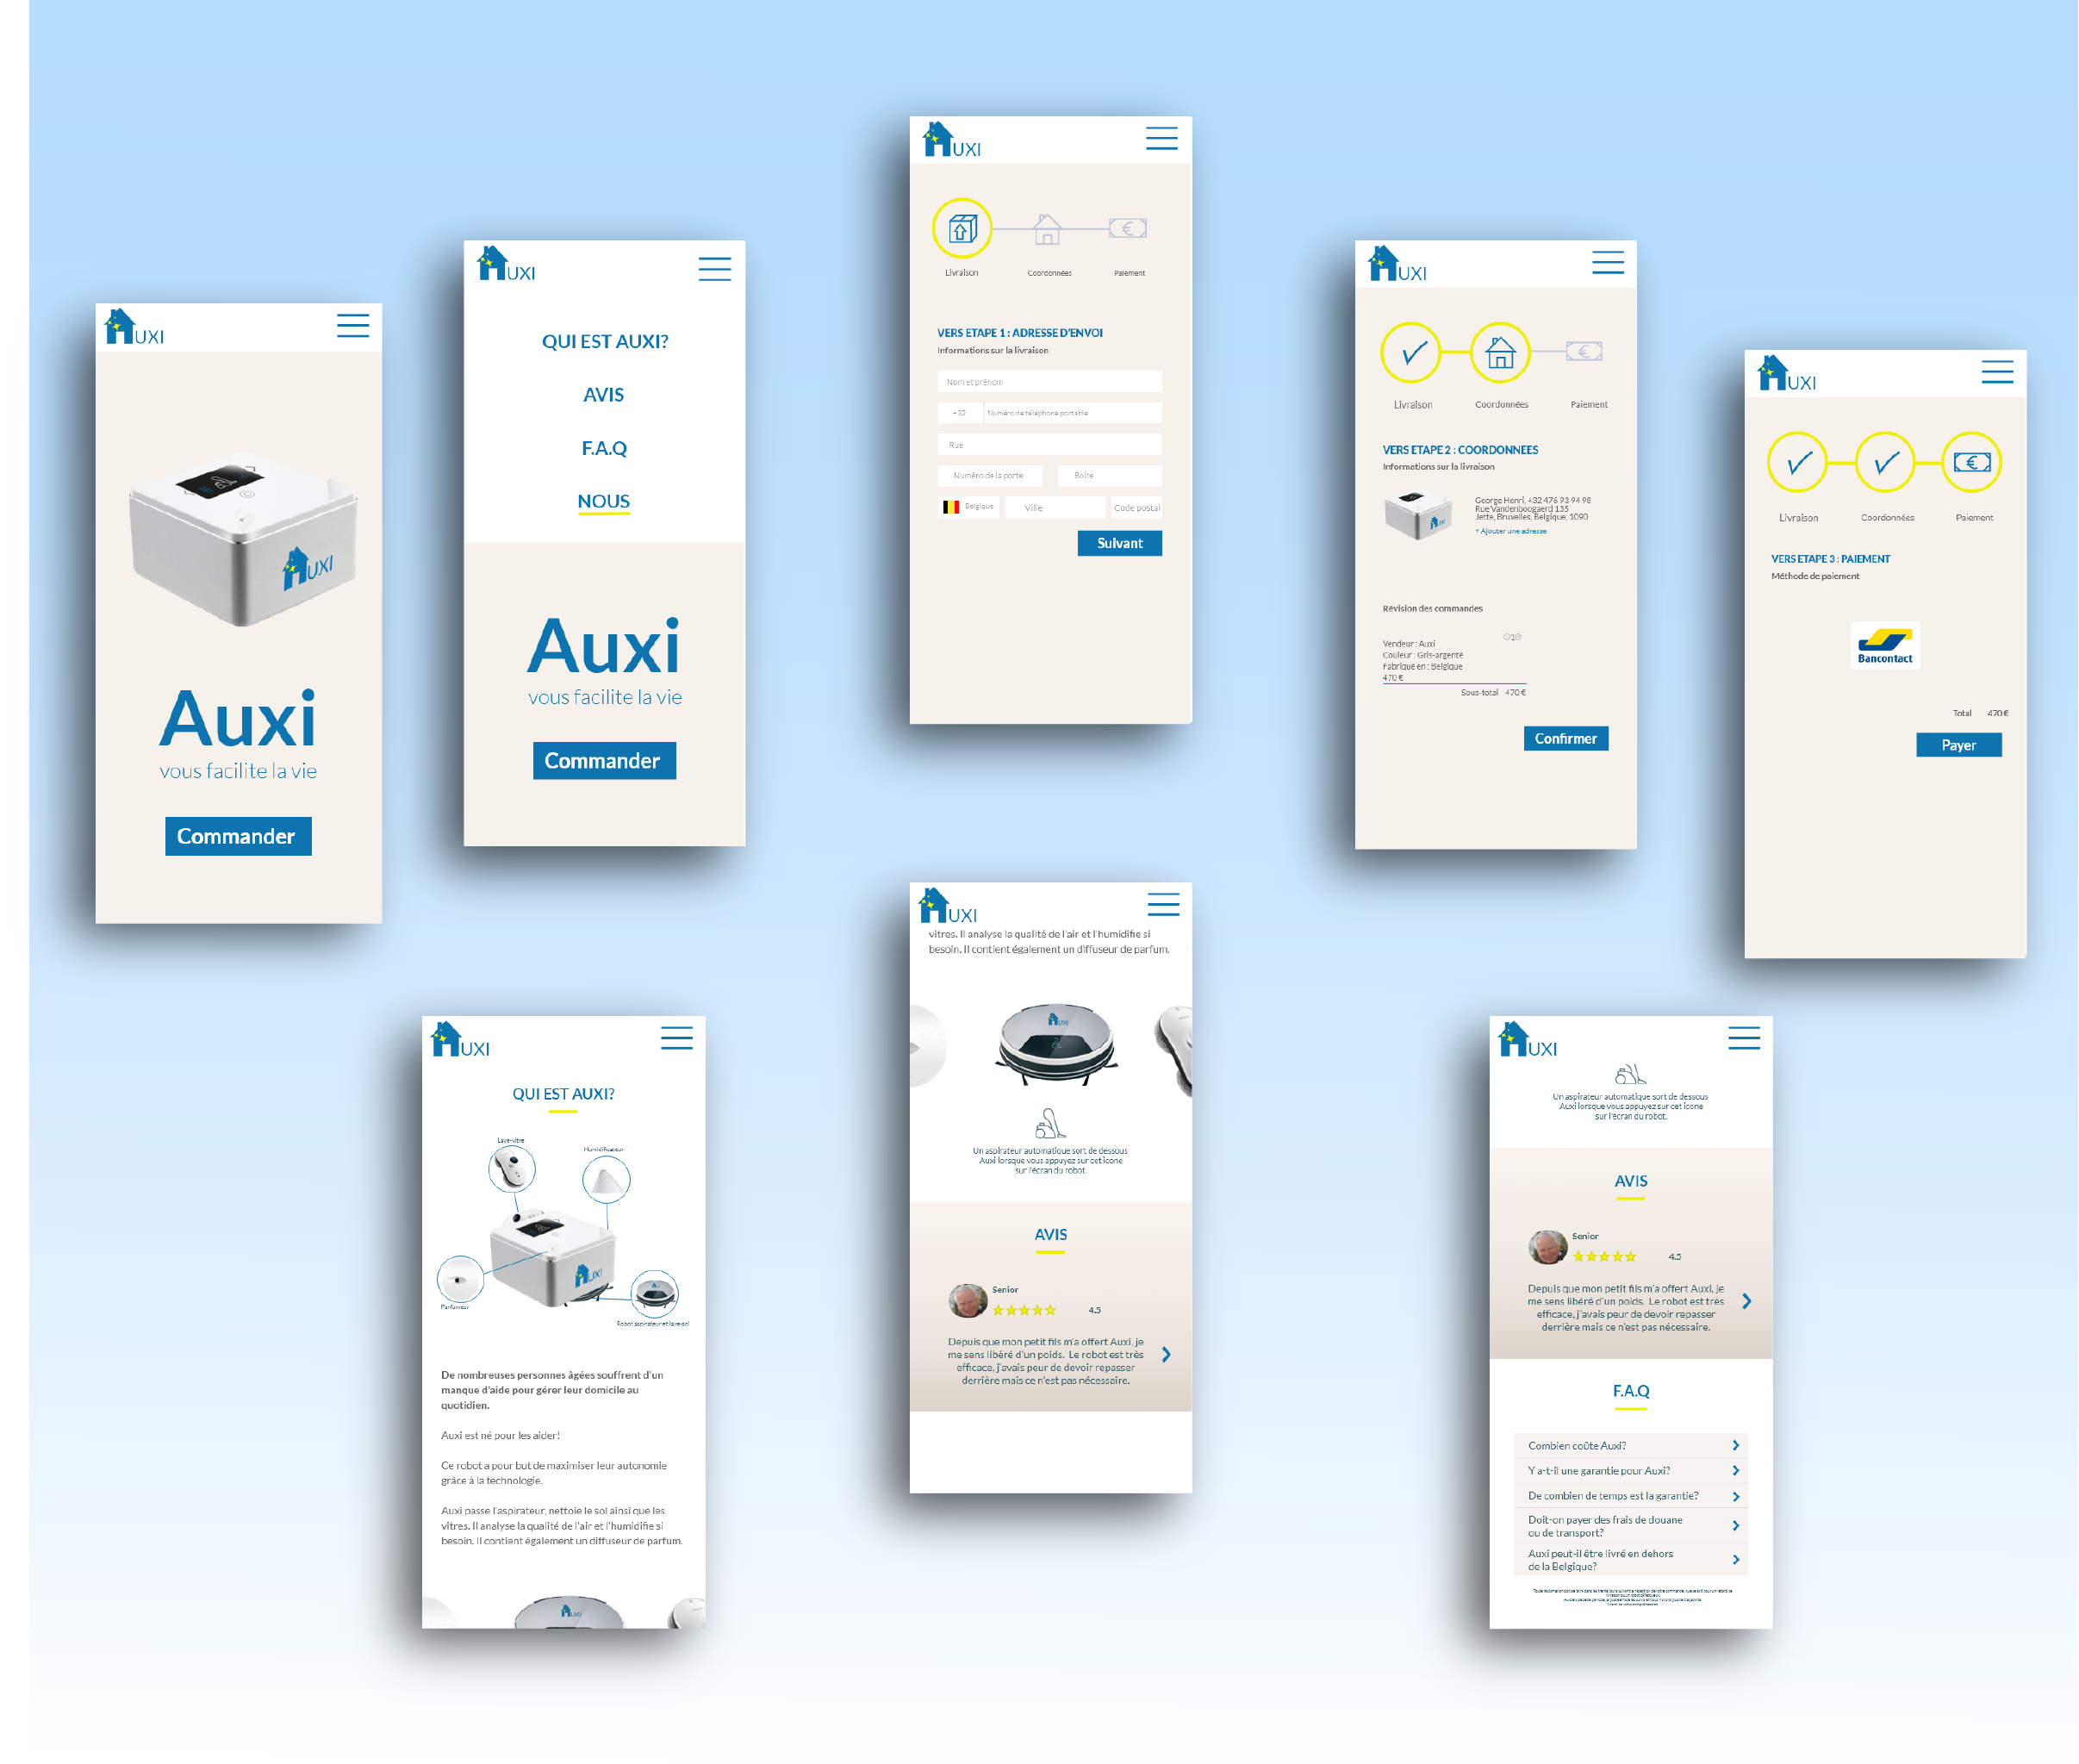 UXI
Auxi
vous facilite la vie
Commander
UXI
UXI
QUI EST AUXI?
AVIS
F.A.Q
NOUS
Auxi
vous facilite la vie
Commander
UXI
Livraison
Coordonnées
Paiement
VERS ETAPE 1 : ADRESSE D'ENVOI
Informations sur la livraison
Nom et prénom
+32 Numéro de téléphone portable
Rue
Numéro de la porte Boîte
Belgique Ville Code postal
Suivant
UXI
Livraison
Coordonnées
Paiement
VERS ETAPE 2 : COORDONNEES
Informations sur la livraison
George Henri, +32 476 93 94 98
Rue Vandenboogaerd 135
Jette, Bruxelles, Belgique, 1090
+ Ajouter une adresse
UXI
Révision des commandes
1
Vendeur : Auxi
Couleur : Gris-argenté
Fabriqué en : Belgique
470 €
Sous-total 470 €
Confirmer
UXI
Livraison
Coordonnées
Paiement
VERS ETAPE 3 : PAIEMENT
Méthode de paiement
Bancontact
Total 470 €
Payer
UXI
QUI EST AUXI?
Lave-vitre
Humidificateur
UXI
Parfumeur
Robot aspirateur et lave-sol
De nombreuses personnes âgées souffrent d'un
manque d'aide pour gérer leur domicile au
quotidien.
Auxi est né pour les aider!
Ce robot a pour but de maximiser leur autonomie
grâce à la technologie.
Auxi passe l'aspirateur, nettoie le sol ainsi que les
vitres. Il analyse la qualité de l'air et l'humidifie si
besoin. Il contient également un diffuseur de parfum.
UXI
UXI
vitres. Il analyse la qualité de l'air et l'humidifie si
besoin. Il contient également un diffuseur de parfum.
UXI
Un aspirateur automatique sort de dessous
Auxi lorsque vous appuyez sur cet icone
sur l'écran du robot.
AVIS
Senior
4.5
Depuis que mon petit fils m'a offert Auxi, je
me sens libéré d'un poids. Le robot est très
efficace, j'avais peur de devoir repasser
derrière mais ce n'est pas nécessaire.
UXI
Un aspirateur automatique sort de dessous
Auxi lorsque vous appuyez sur cet icone
sur l'écran du robot.
AVIS
Senior
4.5
Depuis que mon petit fils m'a offert Auxi, je
me sens libéré d'un poids. Le robot est très
efficace, j'avais peur de devoir repasser
derrière mais ce n'est pas nécessaire.
F.A.Q
Combien coûte Auxi?
Y a-t-il une garantie pour Auxi?
De combien de temps est la garantie?
Doit-on payer des frais de douane
ou de transport?
Auxi peut-il être livré en dehors
de la Belgique?